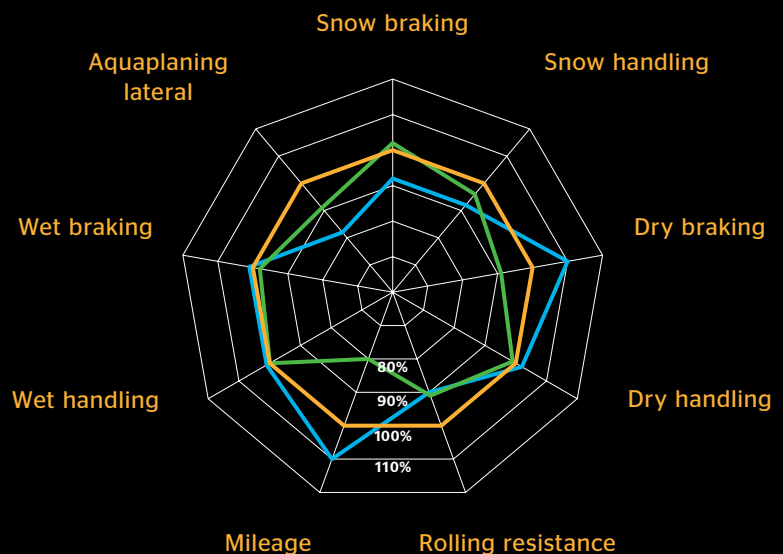 Snow braking
Aquaplaning
lateral
Snow handling
Wet braking
Dry braking
80%
90%
Wet handling
Dry handling
100%
110%
Mileage
Rolling resistance